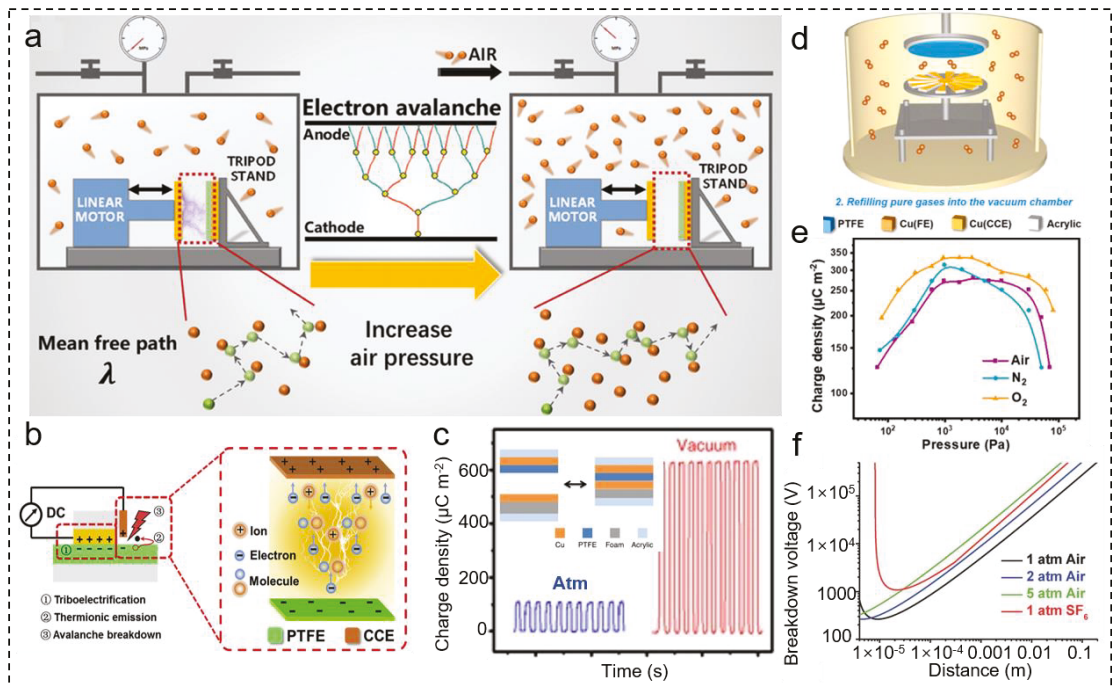 a
MPa
MPa
AIR
Electron avalanche
Anode
Cathode
LINEAR
MOTOR
TRIPOD
STAND
LINEAR
MOTOR
TRIPOD
STAND
Mean free path
λ
Increase
air pressure
b
DC
+ + + +
① ② ③
① Triboelectrification
② Thermionic emission
③ Avalanche breakdown
Ion
Electron
Molecule
PTFE CCE
c
Charge density (μC m⁻²)
600
400
200
0
Vacuum
Atm
Cu PTFE Foam Acrylic
Time (s)
d
2. Refilling pure gases into the vacuum chamber
PTFE Cu(FE) Cu(CCE) Acrylic
e
Charge density (μC m⁻²)
350
300
250
200
150
100
Air
N₂
O₂
10² 10³ 10⁴ 10⁵
Pressure (Pa)
f
Breakdown voltage (V)
1×10⁵
1×10⁴
1000
100
1 atm Air
2 atm Air
5 atm Air
1 atm SF₆
1×10⁻⁵ 1×10⁻⁴ 0.001 0.01 0.1
Distance (m)